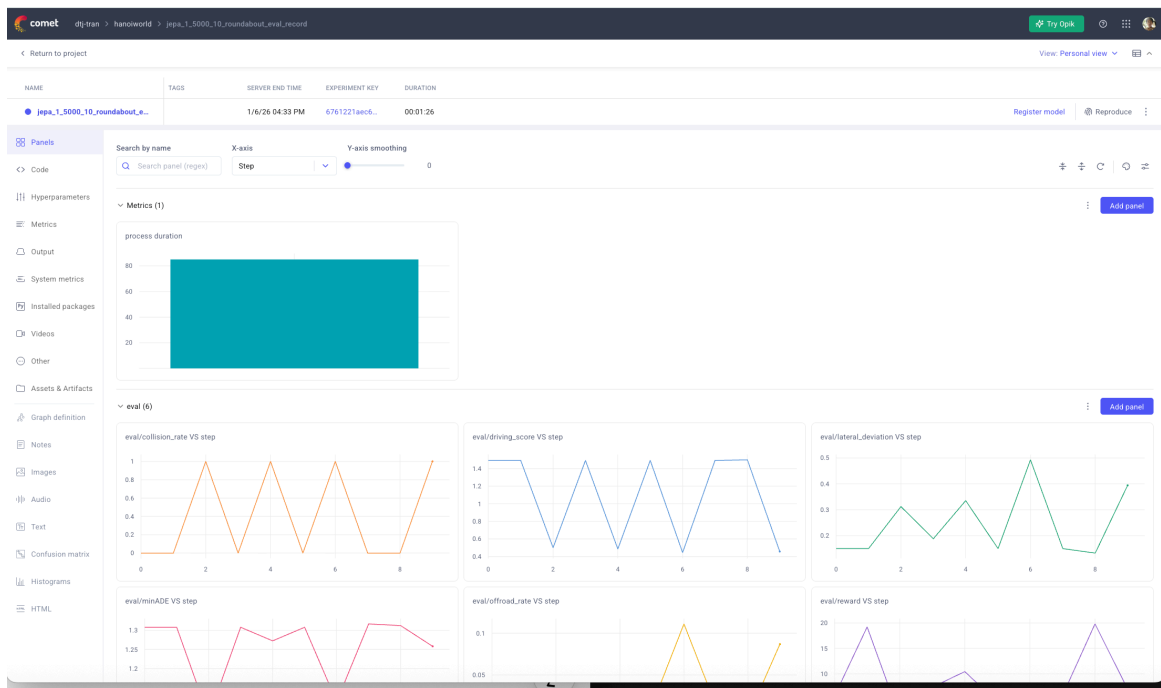 comet dtj-tran > hanoiworld > jepa_1_5000_10_roundabout_eval_record Try Opik
Return to project View: Personal view
NAME TAGS SERVER END TIME EXPERIMENT KEY DURATION
jepa_1_5000_10_roundabout_e... 1/6/26 04:33 PM 6761221aec6... 00:01:26 Register model Reproduce
Panels
Code
Hyperparameters
Metrics
Output
System metrics
Installed packages
Videos
Other
Assets & Artifacts
Graph definition
Notes
Images
Audio
Text
Confusion matrix
Histograms
HTML
Search by name X-axis Y-axis smoothing
Search panel (regex) Step 0
Metrics (1) Add panel
process duration
80
60
40
20
eval (6) Add panel
eval/collision_rate VS step
1
0.8
0.6
0.4
0.2
0
0 2 4 6 8
eval/driving_score VS step
1.4
1.2
1
0.8
0.6
0.4
0 2 4 6 8
eval/lateral_deviation VS step
0.5
0.4
0.3
0.2
0 2 4 6 8
eval/minADE VS step
1.3
1.25
1.2
eval/offroad_rate VS step
0.1
0.05
eval/reward VS step
20
15
10